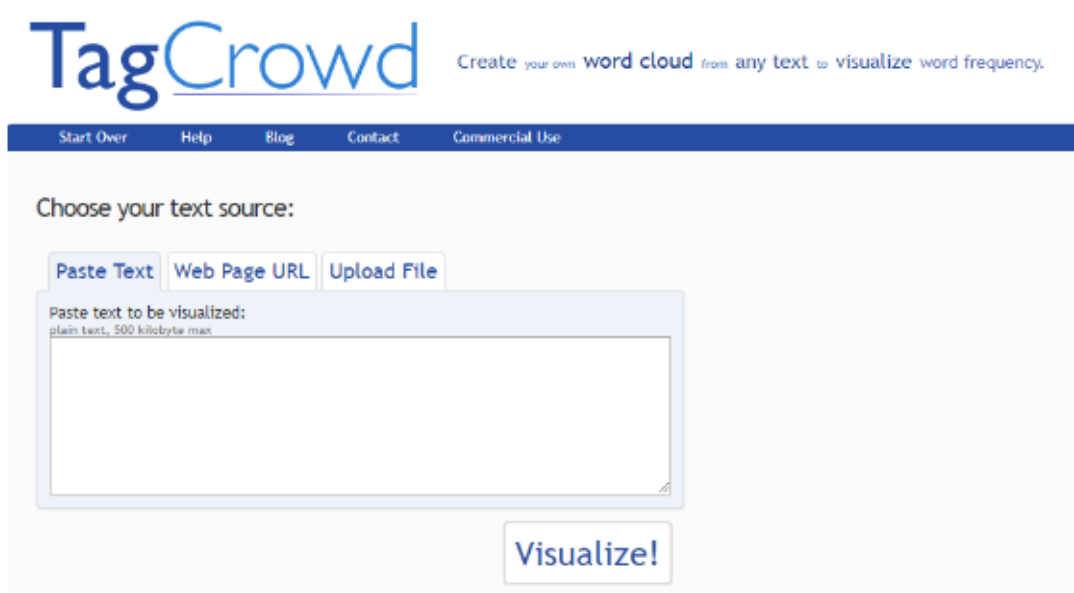 TagCrowd
Create your own word cloud from any text to visualize word frequency.
Start Over Help Blog Contact Commercial Use
Choose your text source:
Paste Text Web Page URL Upload File
Paste text to be visualized:
plain text, 500 kilobyte max
Visualize!